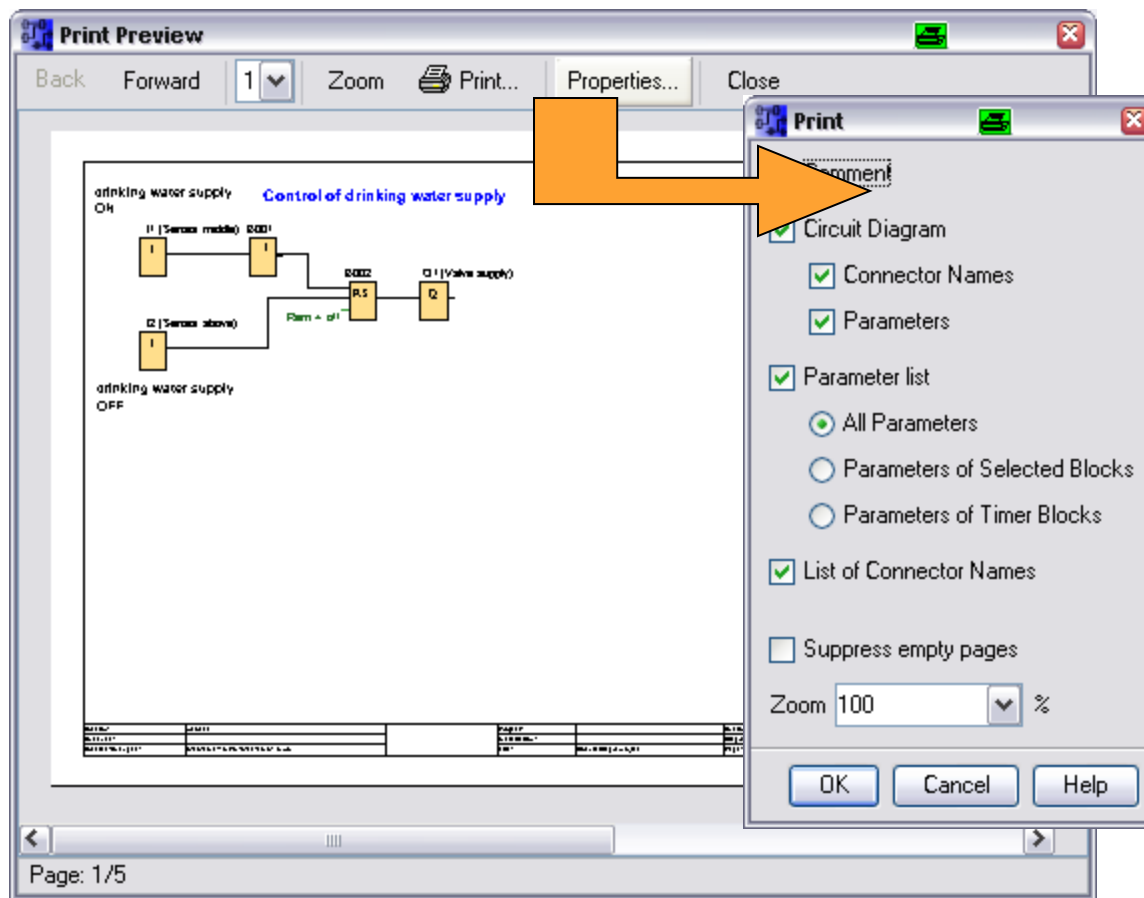 Print Preview
Back Forward 1 Zoom Print... Properties... Close
Print
Comment
Circuit Diagram
Connector Names
Parameters
Parameter list
All Parameters
Parameters of Selected Blocks
Parameters of Timer Blocks
List of Connector Names
Suppress empty pages
Zoom 100 %
OK Cancel Help
drinking water supply
ON
Control of drinking water supply
I1 (Sensor middle) B001
1
I
B002
RS
Q1 (Valve supply)
Q
Rem = off
I2 (Sensor above)
I
drinking water supply
OFF
Page: 1/5